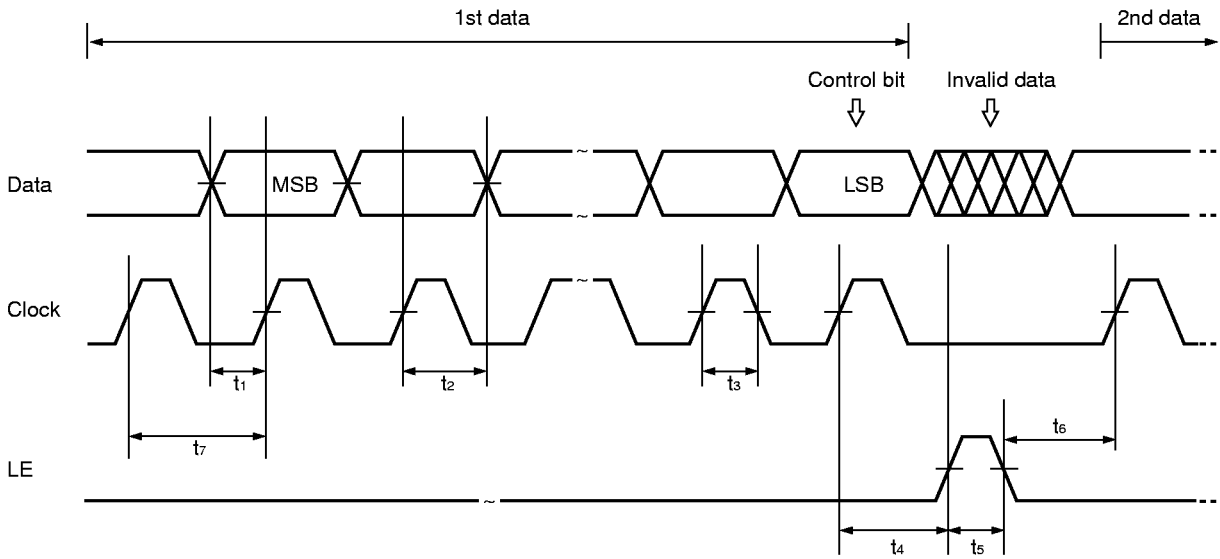 1st data
2nd data
Control bit
Invalid data
Data
MSB
LSB
Clock
t1
t2
t3
t7
t6
LE
t4
t5